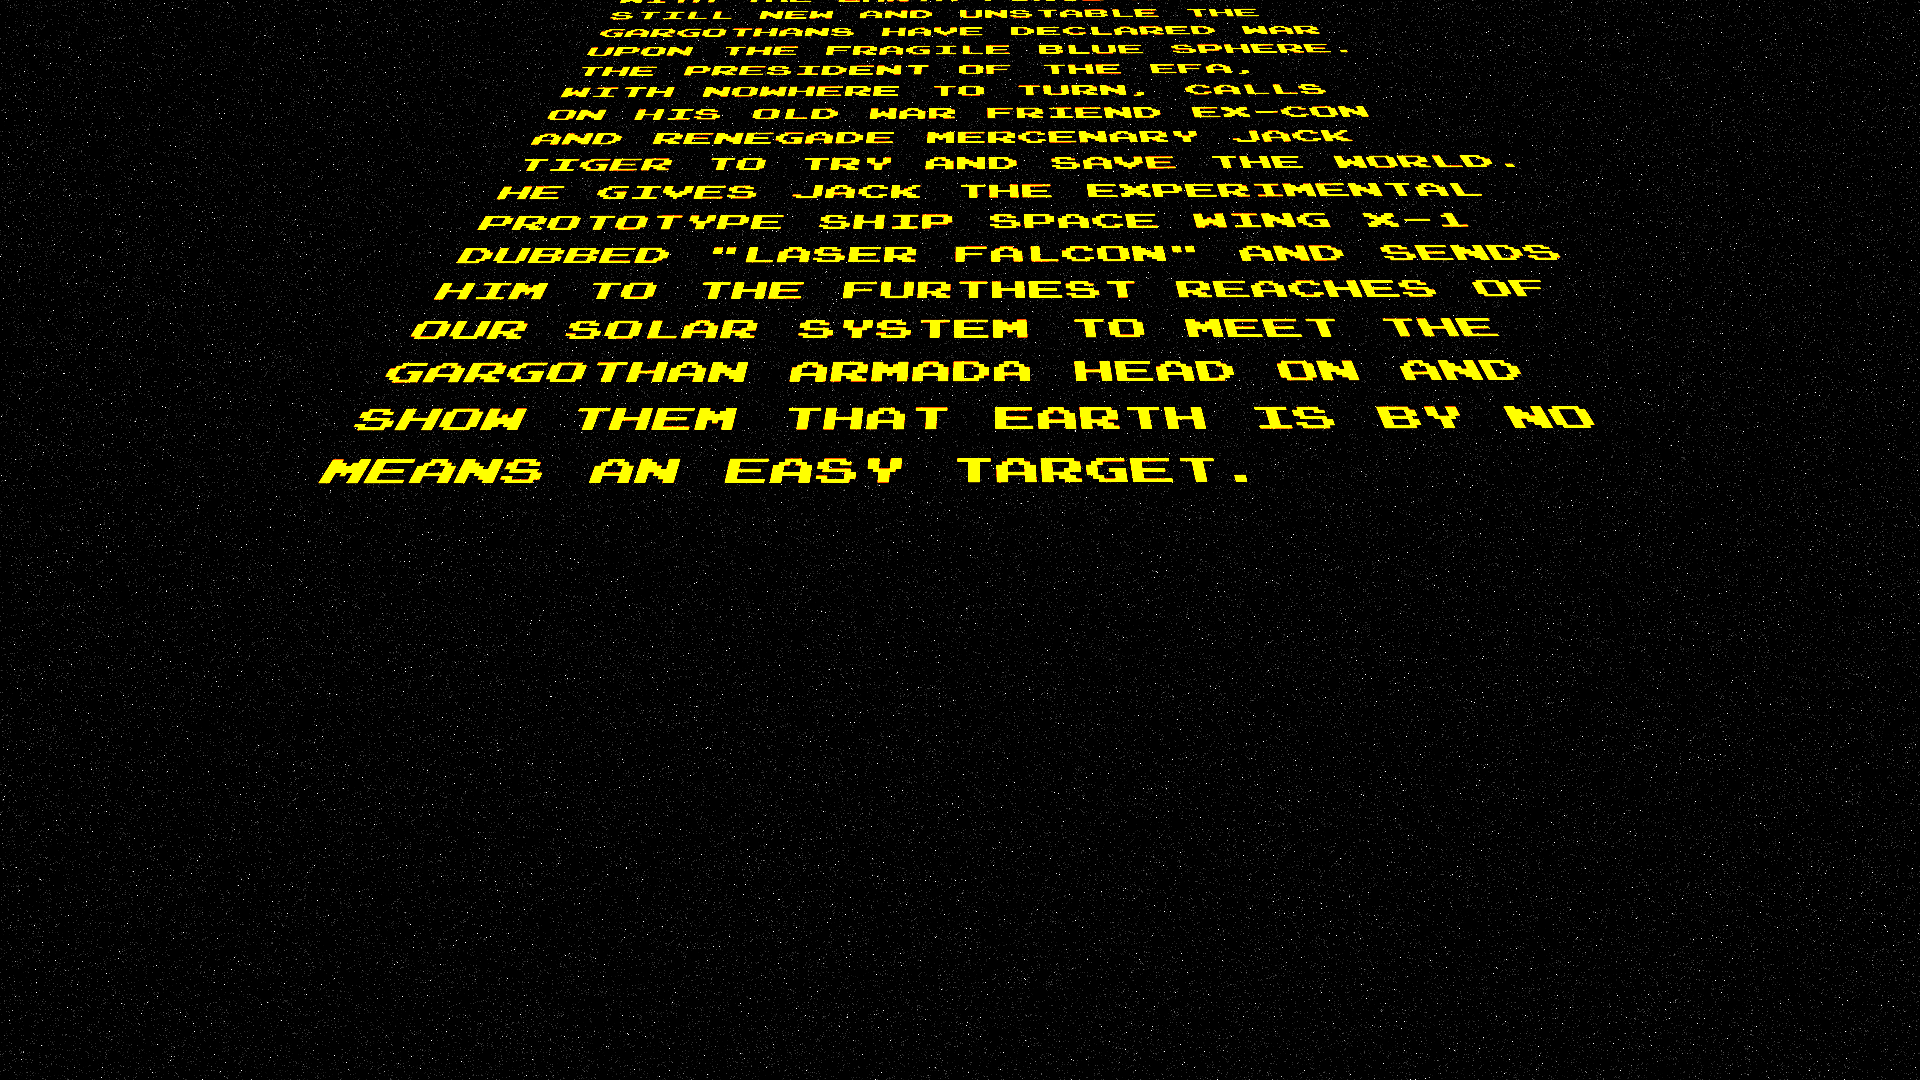 STILL NEW AND UNSTABLE THE
GARGOTHANS HAVE DECLARED WAR
UPON THE FRAGILE BLUE SPHERE.
THE PRESIDENT OF THE EFA,
WITH NOWHERE TO TURN, CALLS
ON HIS OLD WAR FRIEND EX-CON
AND RENEGADE MERCENARY JACK
TIGER TO TRY AND SAVE THE WORLD.
HE GIVES JACK THE EXPERIMENTAL
PROTOTYPE SHIP SPACE WING X-1
DUBBED "LASER FALCON" AND SENDS
HIM TO THE FURTHEST REACHES OF
OUR SOLAR SYSTEM TO MEET THE
GARGOTHAN ARMADA HEAD ON AND
SHOW THEM THAT EARTH IS BY NO
MEANS AN EASY TARGET.